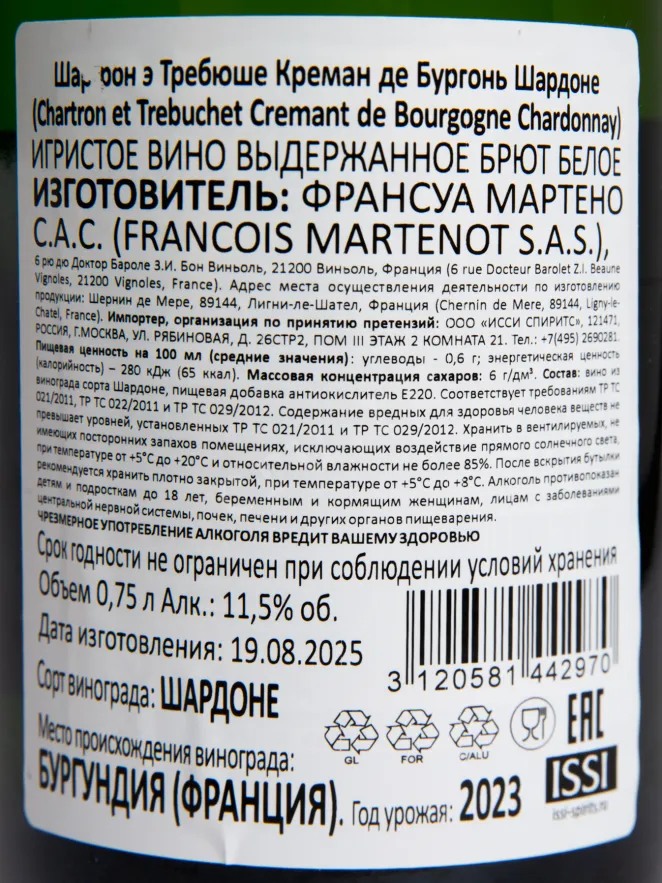 Шар рон э Требюше Креман де Бургонь Шардоне
(Chartron et Trebuchet Cremant de Bourgogne Chardonnay)
ИГРИСТОЕ ВИНО ВЫДЕРЖАННОЕ БРЮТ БЕЛОЕ
ИЗГОТОВИТЕЛЬ: ФРАНСУА МАРТЕНО
С.А.С. (FRANCOIS MARTENOT S.A.S.),
6 рю дю Доктор Бароле З.И. Бон Виньоль, 21200 Виньоль, Франция (6 rue Docteur Barolet Z.I. Beaune
Vignoles, 21200 Vignoles, France). Адрес места осуществления деятельности по изготовлению
продукции: Шернин де Мере, 89144, Линьи-ле-Шател, Франция (Chernin de Mere, 89144, Ligny-le-
Chatel, France). Импортер, организация по принятию претензий: ООО «ИССИ СПИРИТС», 121471,
РОССИЯ, Г.МОСКВА, УЛ. РЯБИНОВАЯ, Д. 26СТР2, ПОМ III ЭТАЖ 2 КОМНАТА 21. Тел.: +7(495) 2690281.
Пищевая ценность на 100 мл (средние значения): углеводы - 0,6 г; энергетическая ценность
(калорийность) – 280 кДж (65 ккал). Массовая концентрация сахаров: 6 г/дм³. Состав: вино из
винограда сорта Шардоне, пищевая добавка антиокислитель Е220. Соответствует требованиям ТР ТС
021/2011, ТР ТС 022/2011 и ТР ТС 029/2012. Содержание вредных для здоровья человека веществ не
превышает уровней, установленных ТР ТС 021/2011 и ТР ТС 029/2012. Хранить в вентилируемых, не
имеющих посторонних запахов помещениях, исключающих воздействие прямого солнечного света,
при температуре от +5°С до +20°С и относительной влажности не более 85%. После вскрытия бутылки
рекомендуется хранить плотно закрытой, при температуре от +5°С до +8°С. Алкоголь противопоказан
детям и подросткам до 18 лет, беременным и кормящим женщинам, лицам с заболеваниями
центральной нервной системы, почек, печени и других органов пищеварения.
ЧРЕЗМЕРНОЕ УПОТРЕБЛЕНИЕ АЛКОГОЛЯ ВРЕДИТ ВАШЕМУ ЗДОРОВЬЮ
Срок годности не ограничен при соблюдении условий хранения
Объем 0,75 л Алк.: 11,5% об.
Дата изготовления: 19.08.2025
3 120581 442970
Сорт винограда: ШАРДОНЕ
GL FOR C/ALU
EAC
Место происхождения винограда:
БУРГУНДИЯ (ФРАНЦИЯ). Год урожая: 2023
ISSI
issi-spirits.ru